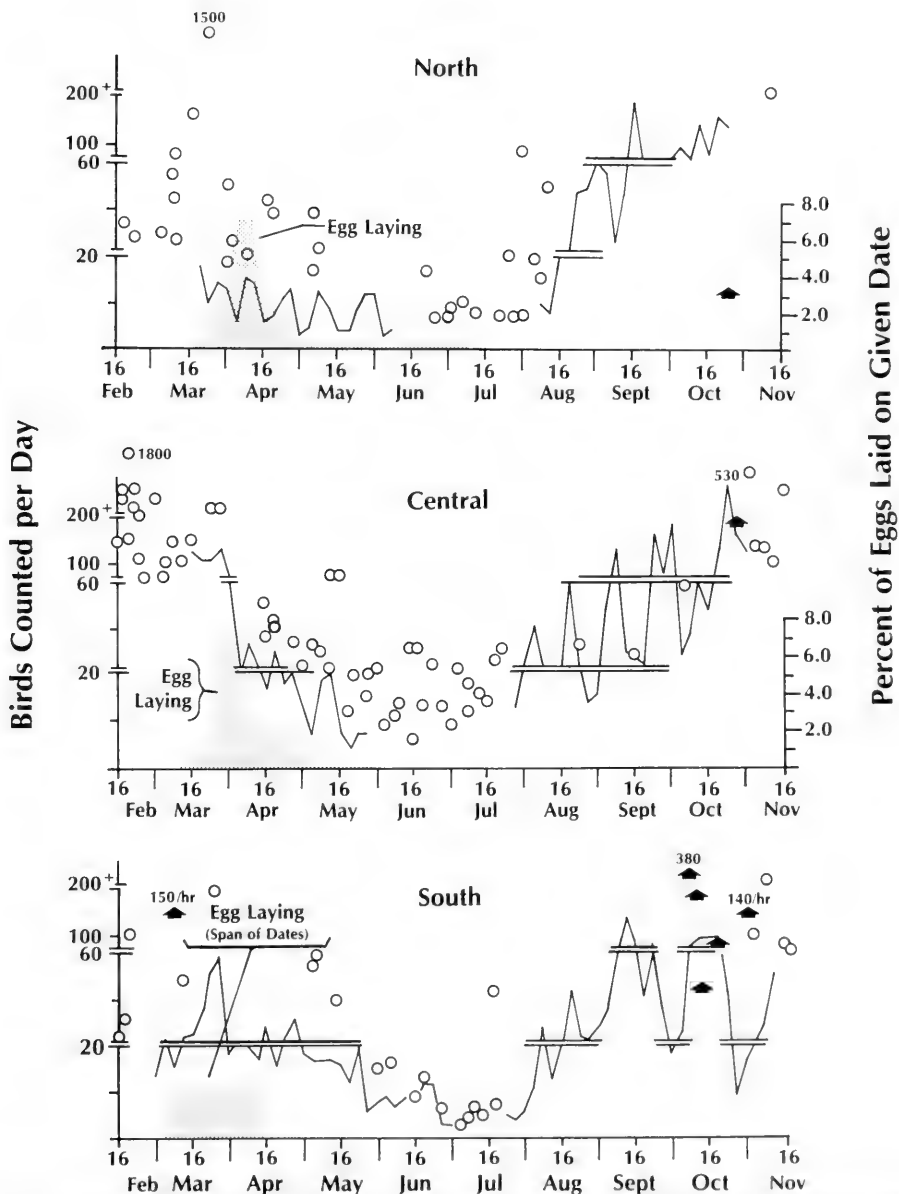 1500
North
200 +
100
60
20
Egg Laying
8.0
6.0
4.0
2.0
16 16 16 16 16 16 16 16 16 16
Feb Mar Apr May Jun Jul Aug Sept Oct Nov
Birds Counted per Day
Percent of Eggs Laid on Given Date
1800
Central
530
200 +
100
60
20
Egg
Laying
8.0
6.0
4.0
2.0
16 16 16 16 16 16 16 16 16 16
Feb Mar Apr May Jun Jul Aug Sept Oct Nov
380
200 +
150/hr
South
140/hr
Egg Laying
(Span of Dates)
100
60
20
16 16 16 16 16 16 16 16 16 16
Feb Mar Apr May Jun Jul Aug Sept Oct Nov